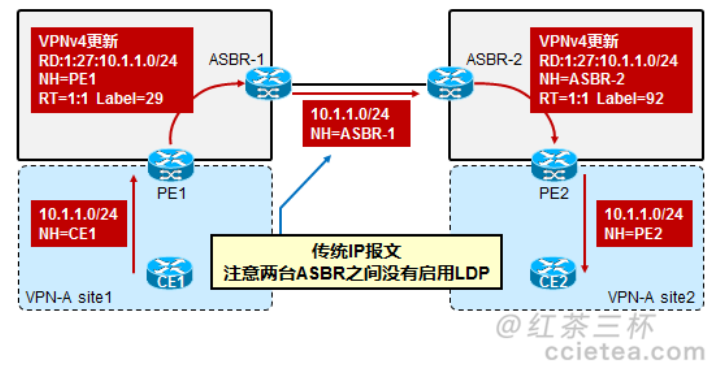 VPNv4更新
RD:1:27:10.1.1.0/24
NH=PE1
RT=1:1 Label=29
ASBR-1
10.1.1.0/24
NH=ASBR-1
ASBR-2
VPNv4更新
RD:1:27:10.1.1.0/24
NH=ASBR-2
RT=1:1 Label=92
PE1
PE2
10.1.1.0/24
NH=CE1
CE1
传统IP报文
注意两台ASBR之间没有启用LDP
10.1.1.0/24
NH=PE2
CE2
VPN-A site1
VPN-A site2
@红茶三杯
ccietea.com